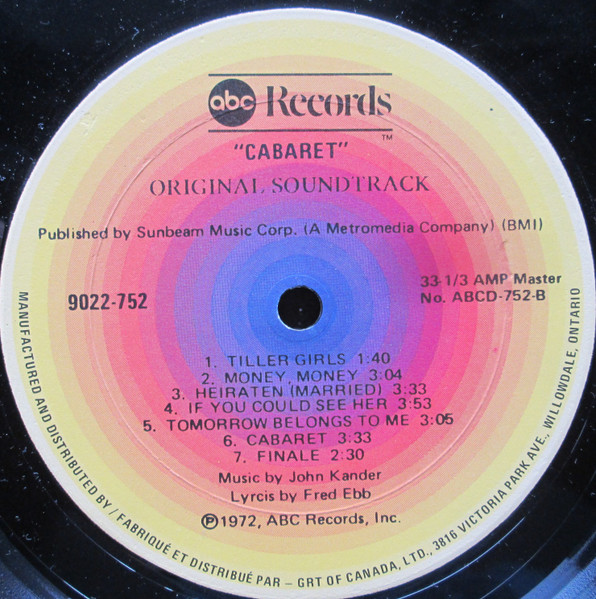 abc Records
TM
"CABARET"
ORIGINAL SOUNDTRACK
Published by Sunbeam Music Corp. (A Metromedia Company) (BMI)
9022-752
33-1/3 AMP Master
No. ABCD-752-B
1. TILLER GIRLS 1:40
2. MONEY, MONEY 3:04
3. HEIRATEN (MARRIED) 3:33
4. IF YOU COULD SEE HER 3:53
5. TOMORROW BELONGS TO ME 3:05
6. CABARET 3:33
7. FINALE 2:30
Music by John Kander
Lyrcis by Fred Ebb
℗1972, ABC Records, Inc.
MANUFACTURED AND DISTRIBUTED BY / FABRIQUÉ ET DISTRIBUÉ PAR – GRT OF CANADA, LTD., 3816 VICTORIA PARK AVE., WILLOWDALE, ONTARIO